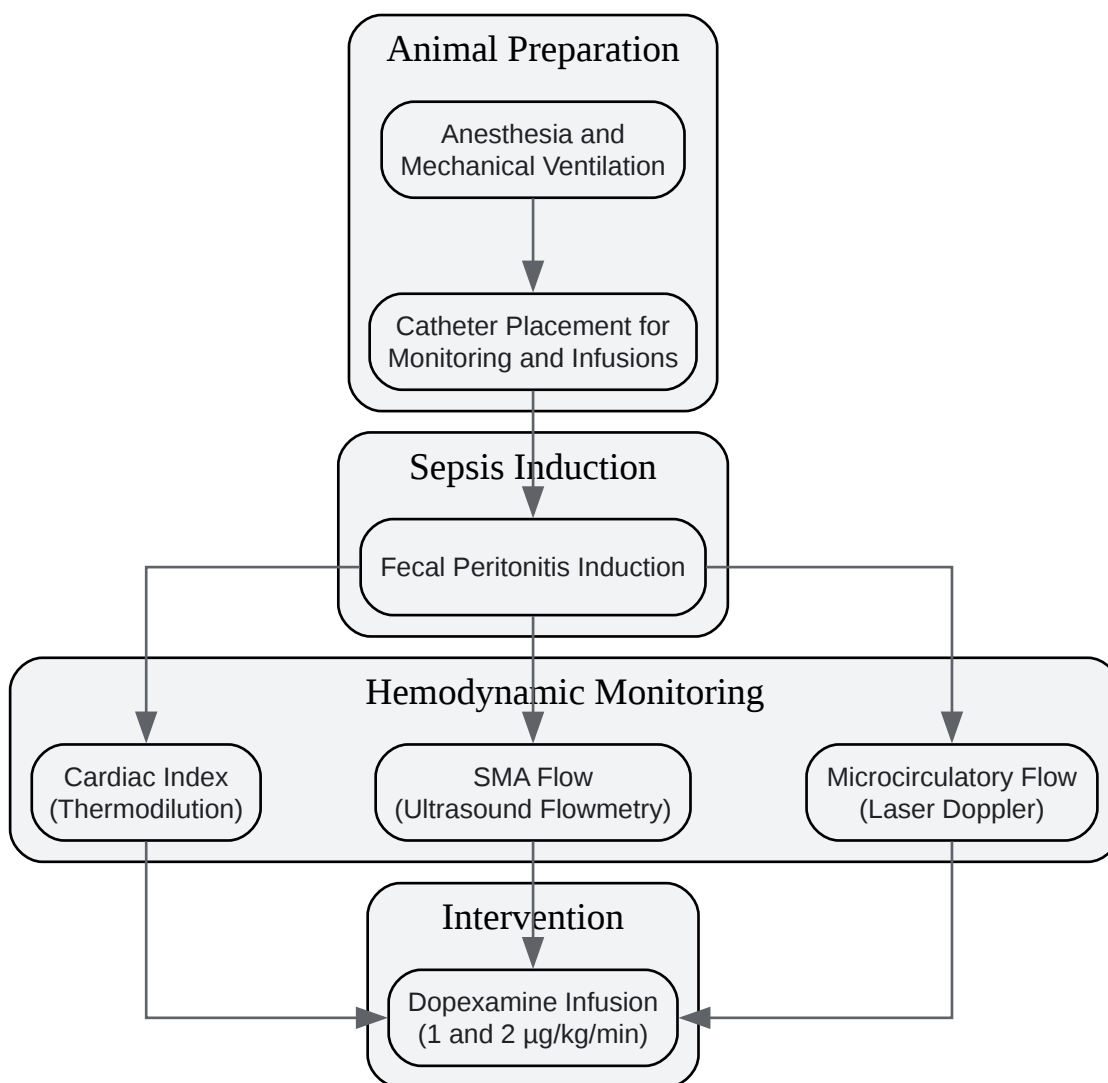 Animal Preparation
Anesthesia and
Mechanical Ventilation
Catheter Placement for
Monitoring and Infusions
Sepsis Induction
Fecal Peritonitis Induction
Hemodynamic Monitoring
Cardiac Index
(Thermodilution)
SMA Flow
(Ultrasound Flowmetry)
Microcirculatory Flow
(Laser Doppler)
Intervention
Dopexamine Infusion
(1 and 2 µg/kg/min)